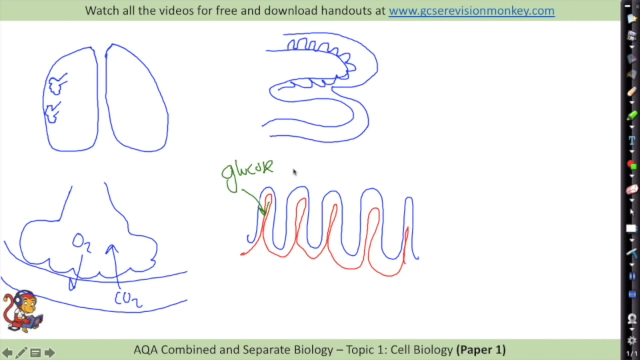 Watch all the videos for free and download handouts at www.gcserevisionmonkey.com
glucose
O2
CO2
AQA Combined and Separate Biology – Topic 1: Cell Biology (Paper 1)